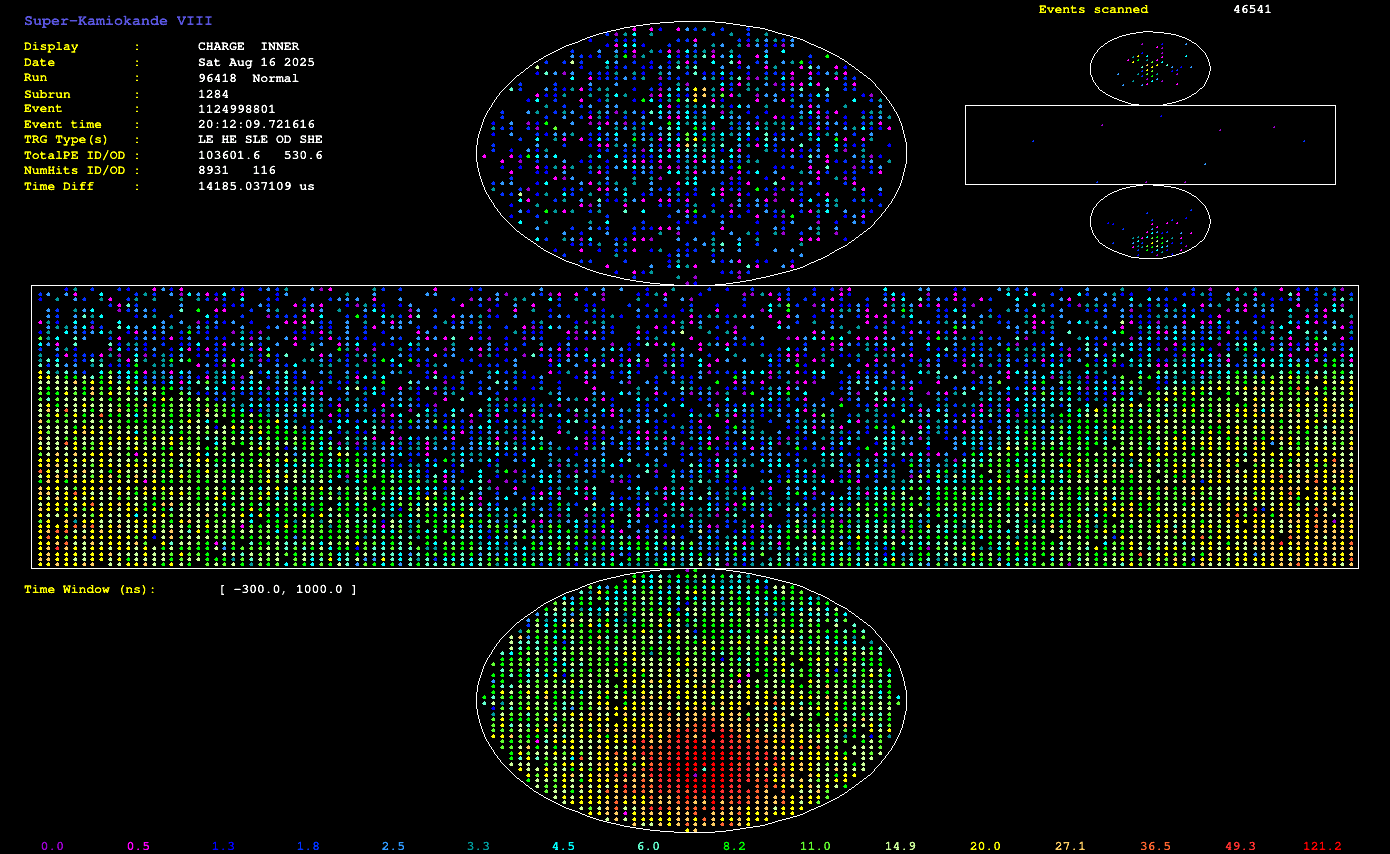 Super-Kamiokande VIII
Events scanned 46541
Display : CHARGE INNER
Date : Sat Aug 16 2025
Run : 96418 Normal
Subrun : 1284
Event : 1124998801
Event time : 20:12:09.721616
TRG Type(s) : LE HE SLE OD SHE
TotalPE ID/OD : 103601.6 530.6
NumHits ID/OD : 8931 116
Time Diff : 14185.037109 us
Time Window (ns): [ -300.0, 1000.0 ]
0.0 0.5 1.3 1.8 2.5 3.3 4.5 6.0 8.2 11.0 14.9 20.0 27.1 36.5 49.3 121.2